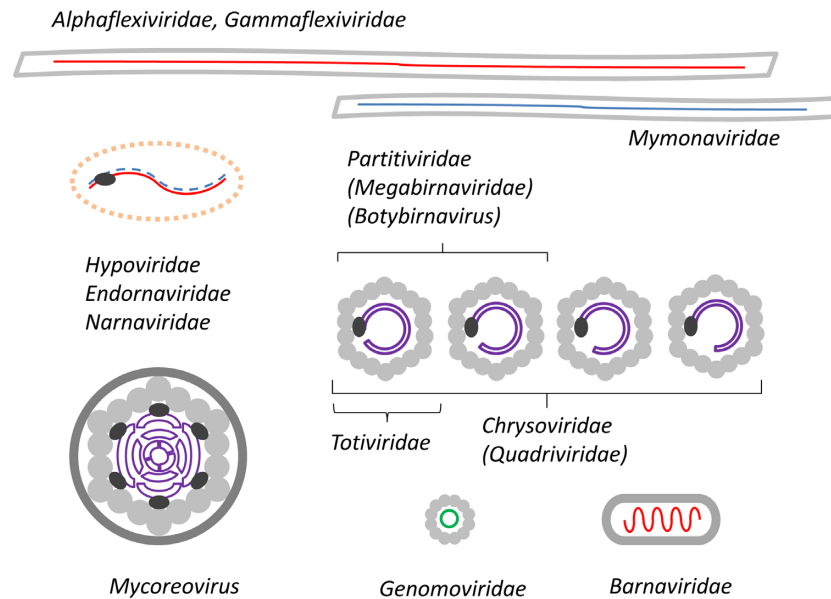 Alphaflexiviridae, Gammaflexiviridae
Mymonaviridae
Partitiviridae
(Megabirnaviridae)
(Botybirnavirus)
Hypoviridae
Endornaviridae
Narnaviridae
Totiviridae
Chrysoviridae
(Quadriviridae)
Mycoreovirus
Genomoviridae
Barnaviridae